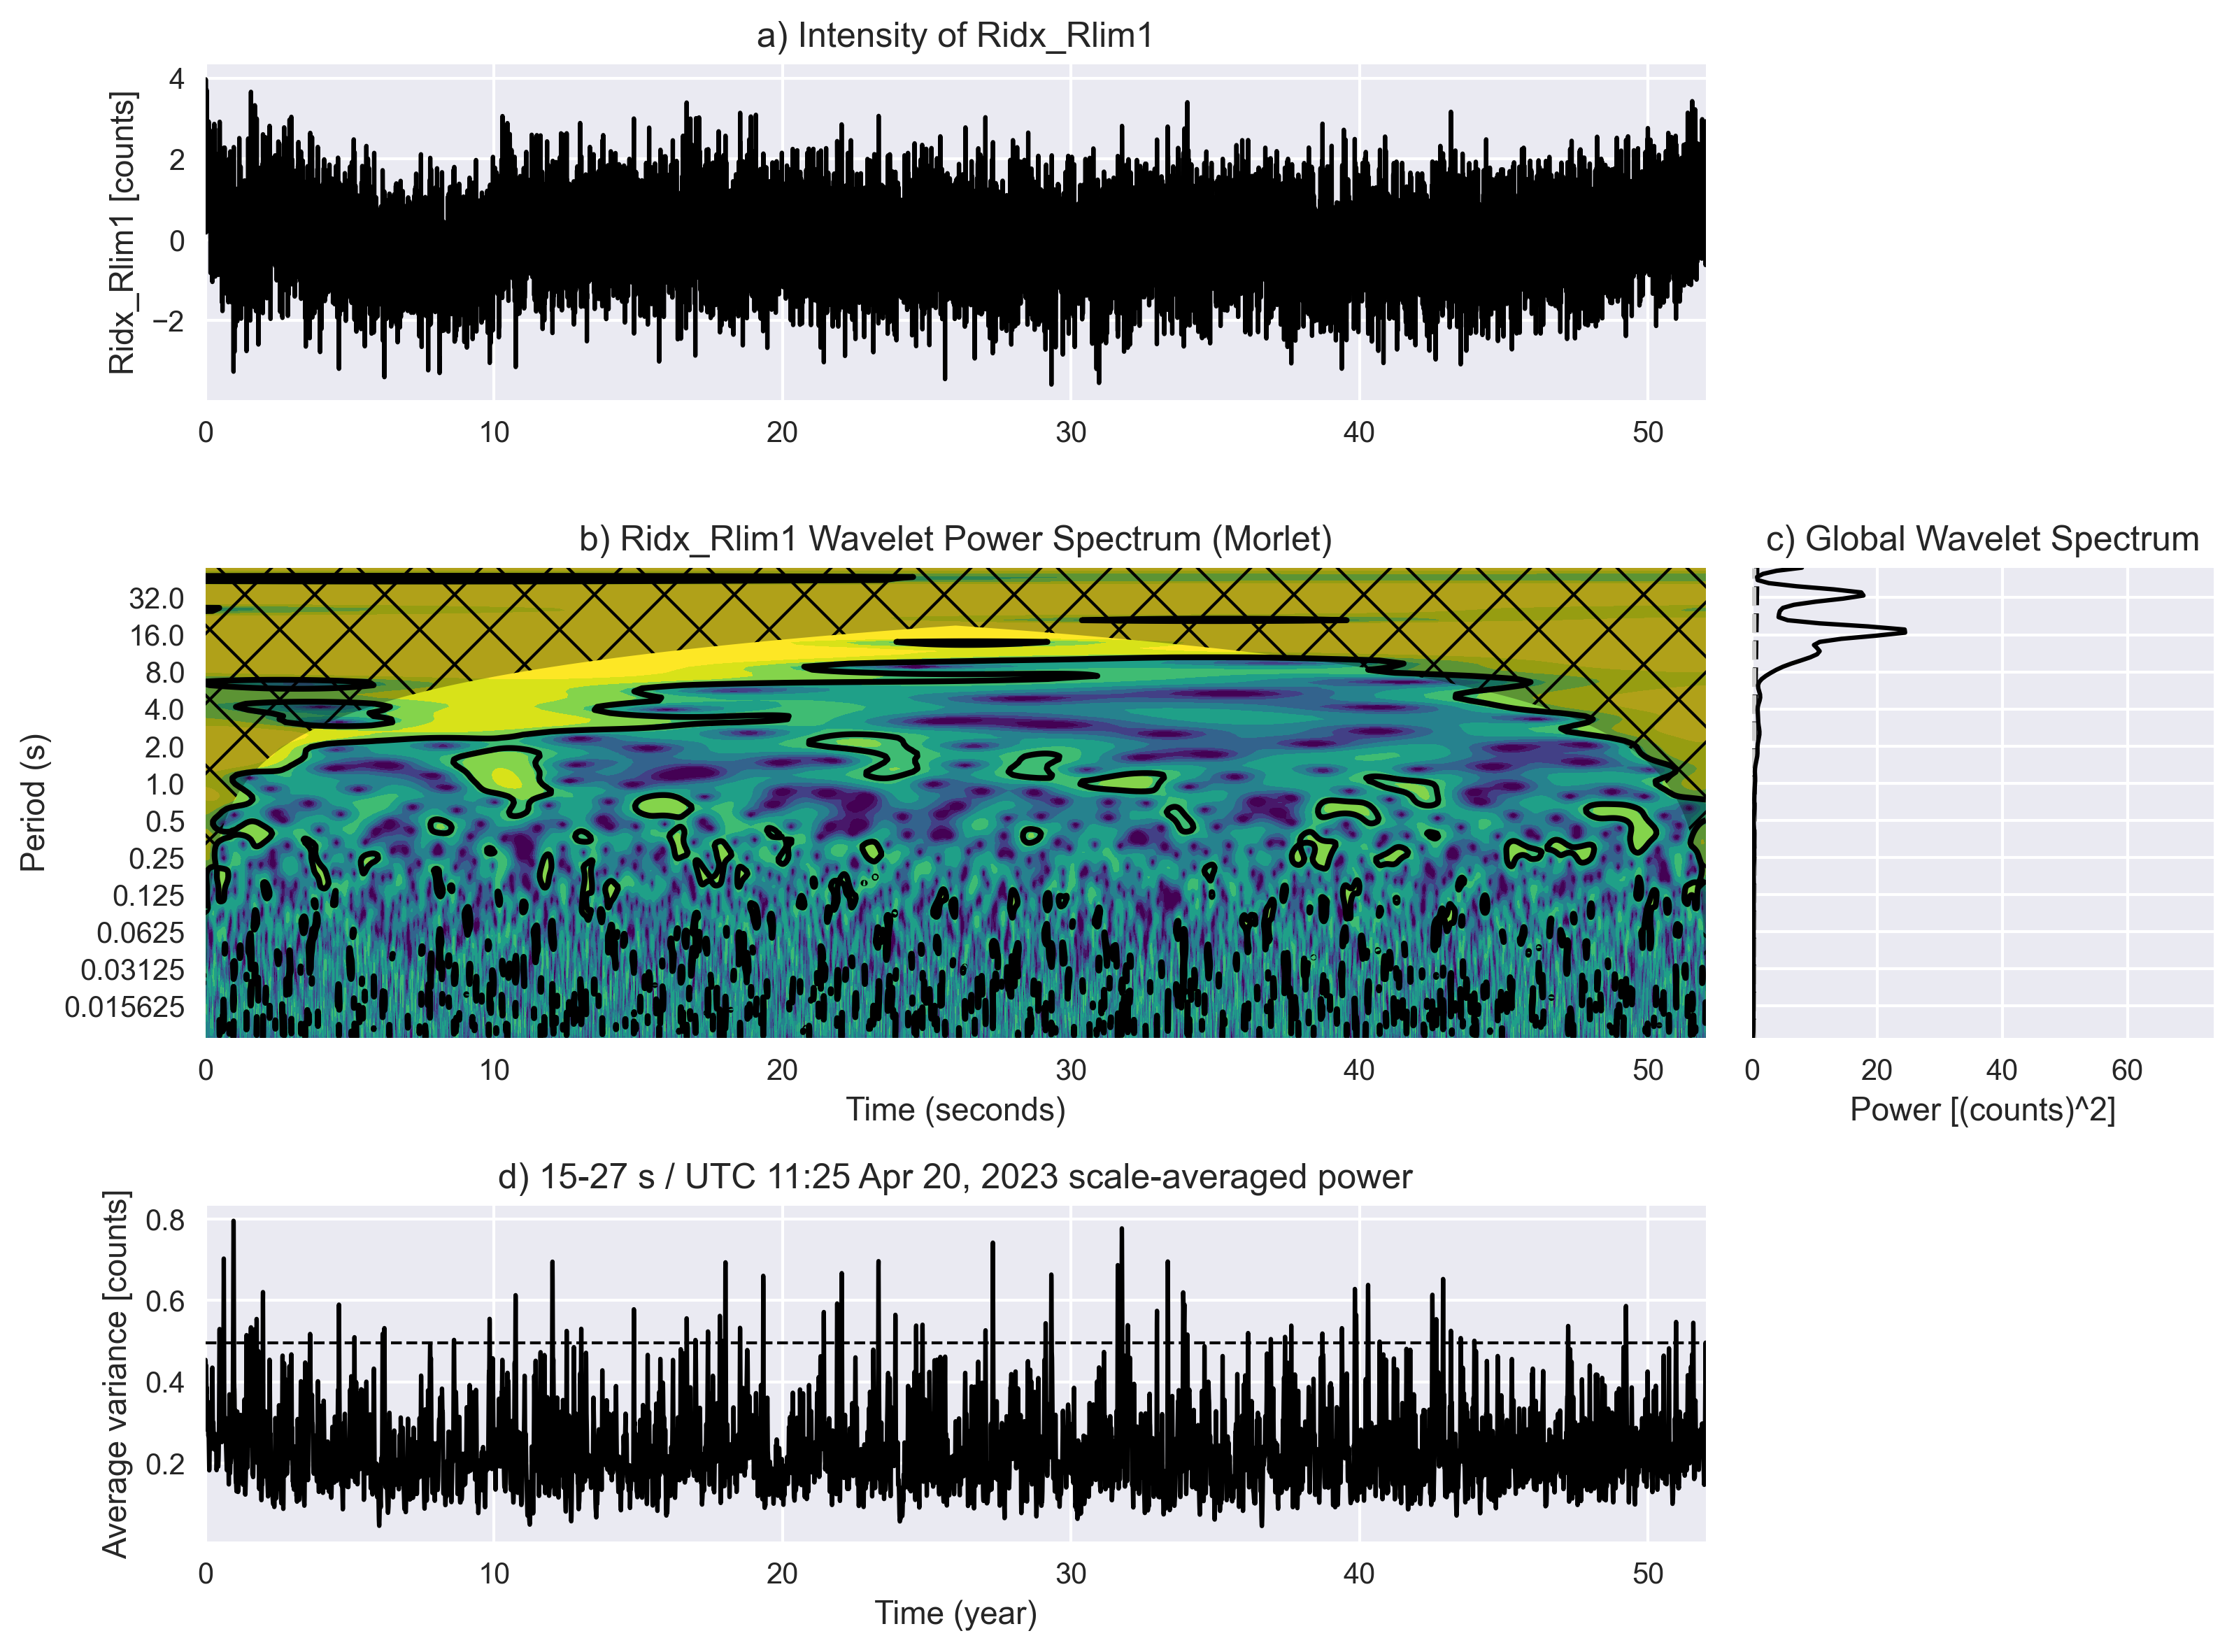 a) Intensity of Ridx_Rlim1
Ridx_Rlim1 [counts]
4
2
0
−2
0 10 20 30 40 50
b) Ridx_Rlim1 Wavelet Power Spectrum (Morlet)
Period (s)
32.0
16.0
8.0
4.0
2.0
1.0
0.5
0.25
0.125
0.0625
0.03125
0.015625
0 10 20 30 40 50
Time (seconds)
c) Global Wavelet Spectrum
0 20 40 60
Power [(counts)^2]
d) 15-27 s / UTC 11:25 Apr 20, 2023 scale-averaged power
Average variance [counts]
0.8
0.6
0.4
0.2
0 10 20 30 40 50
Time (year)